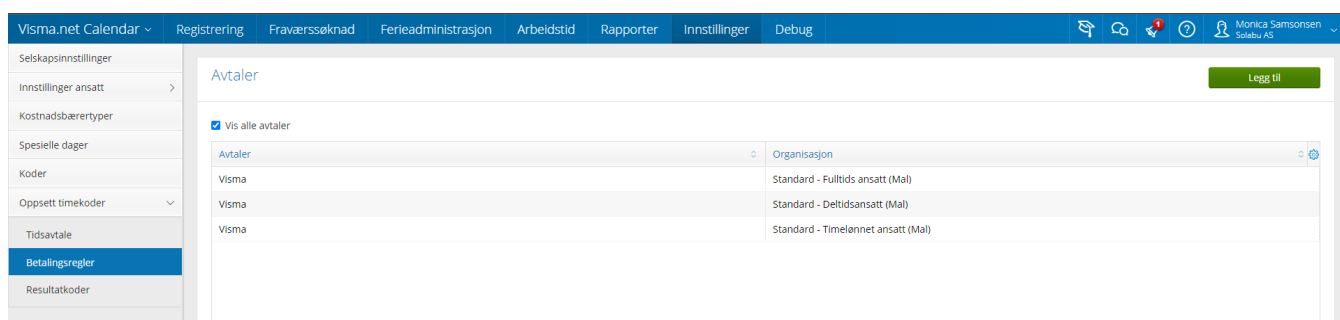 Visma.net Calendar Registrering Fraværssøknad Ferieadministrasjon Arbeidstid Rapporter Innstillinger Debug 1 ? Monica Samsonsen
Solabu AS
Selskapsinnstillinger
Innstillinger ansatt
Kostnadsbærertyper
Spesielle dager
Koder
Oppsett timekoder
Tidsavtale
Betalingsregler
Resultatkoder
Avtaler Legg til
Vis alle avtaler
Avtaler Organisasjon
Visma Standard - Fulltids ansatt (Mal)
Visma Standard - Deltidsansatt (Mal)
Visma Standard - Timelønnet ansatt (Mal)